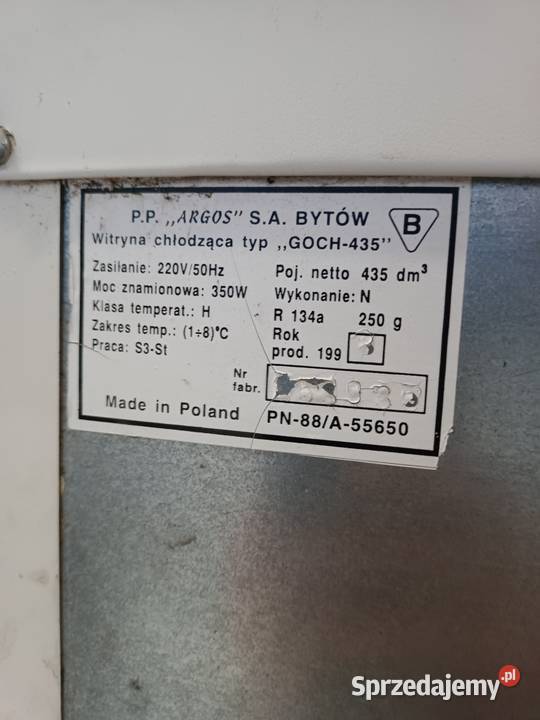 P.P. „ARGOS" S.A. BYTÓW
B
Witryna chłodząca typ „GOCH-435"
Zasilanie: 220V/50Hz
Poj. netto 435 dm³
Moc znamionowa: 350W
Wykonanie: N
Klasa temperat.: H
R 134a 250 g
Zakres temp.: (1÷8)°C
Rok
prod. 199
Praca: S3-St
Nr
fabr.
Made in Poland
PN-88/A-55650
Sprzedajemy.pl